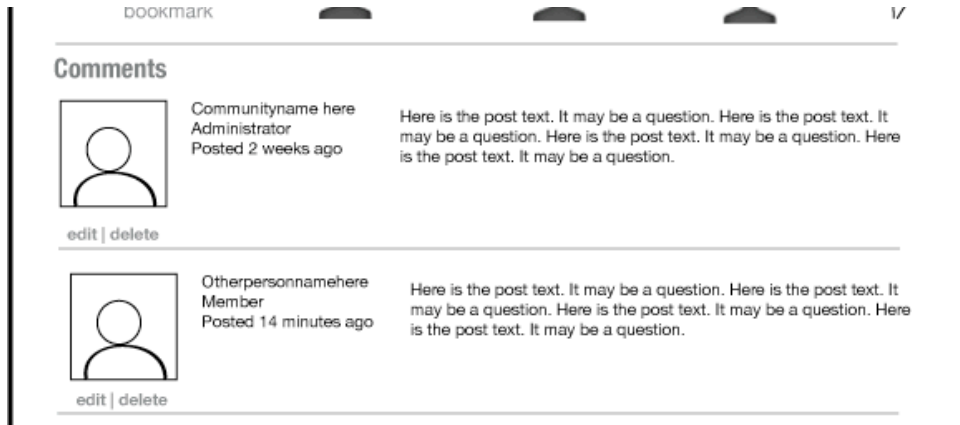 bookmark
Comments
Communityname here
Administrator
Posted 2 weeks ago
Here is the post text. It may be a question. Here is the post text. It
may be a question. Here is the post text. It may be a question. Here
is the post text. It may be a question.
edit | delete
Otherpersonnamehere
Member
Posted 14 minutes ago
Here is the post text. It may be a question. Here is the post text. It
may be a question. Here is the post text. It may be a question. Here
is the post text. It may be a question.
edit | delete